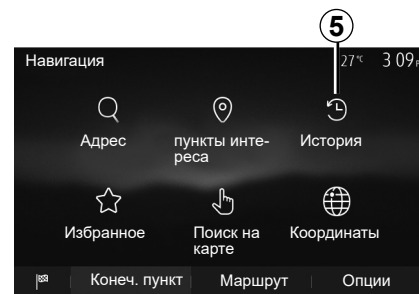 5
Навигация 27 °C 3 09
Адрес
пункты инте-
реса
История
Избранное
Поиск на
карте
Координаты
Конеч. пункт Маршрут Опции